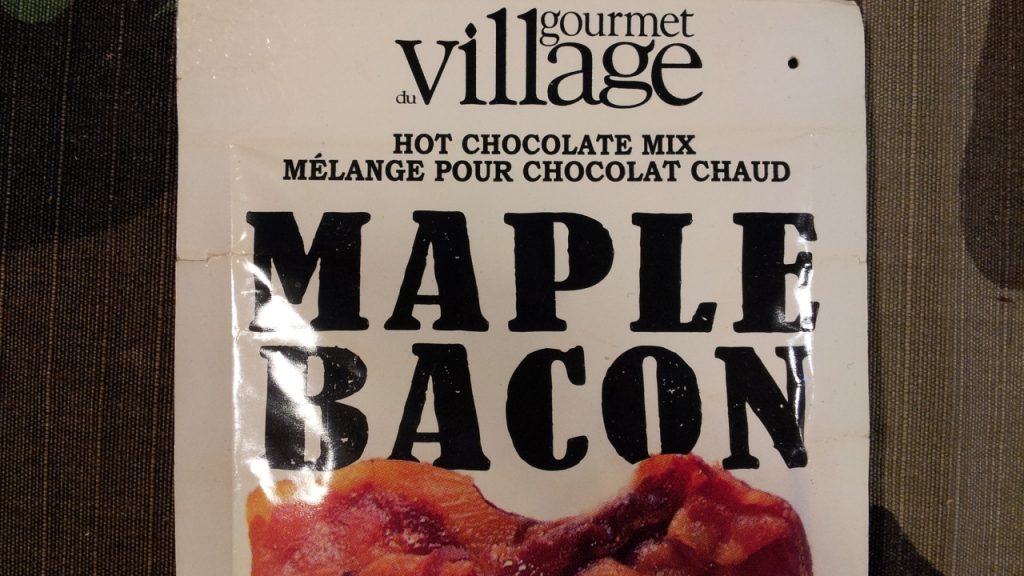 gourmet
du village
HOT CHOCOLATE MIX
MÉLANGE POUR CHOCOLAT CHAUD
MAPLE
BACON